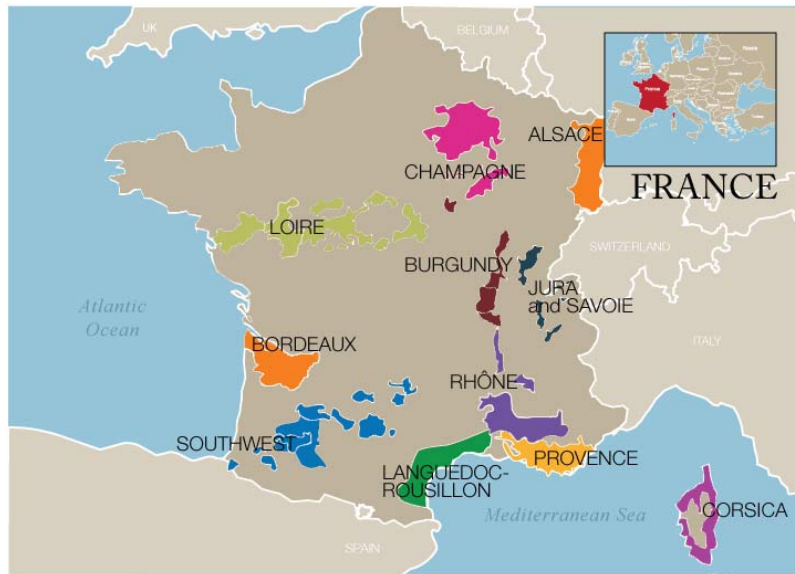 UK
BELGIUM
ALSACE
CHAMPAGNE
FRANCE
LOIRE
SWITZERLAND
BURGUNDY
JURA
and SAVOIE
Atlantic
Ocean
ITALY
BORDEAUX
RHÔNE
SOUTHWEST
PROVENCE
LANGUEDOC-
ROUSILLON
CORSICA
Mediterranean Sea
SPAIN